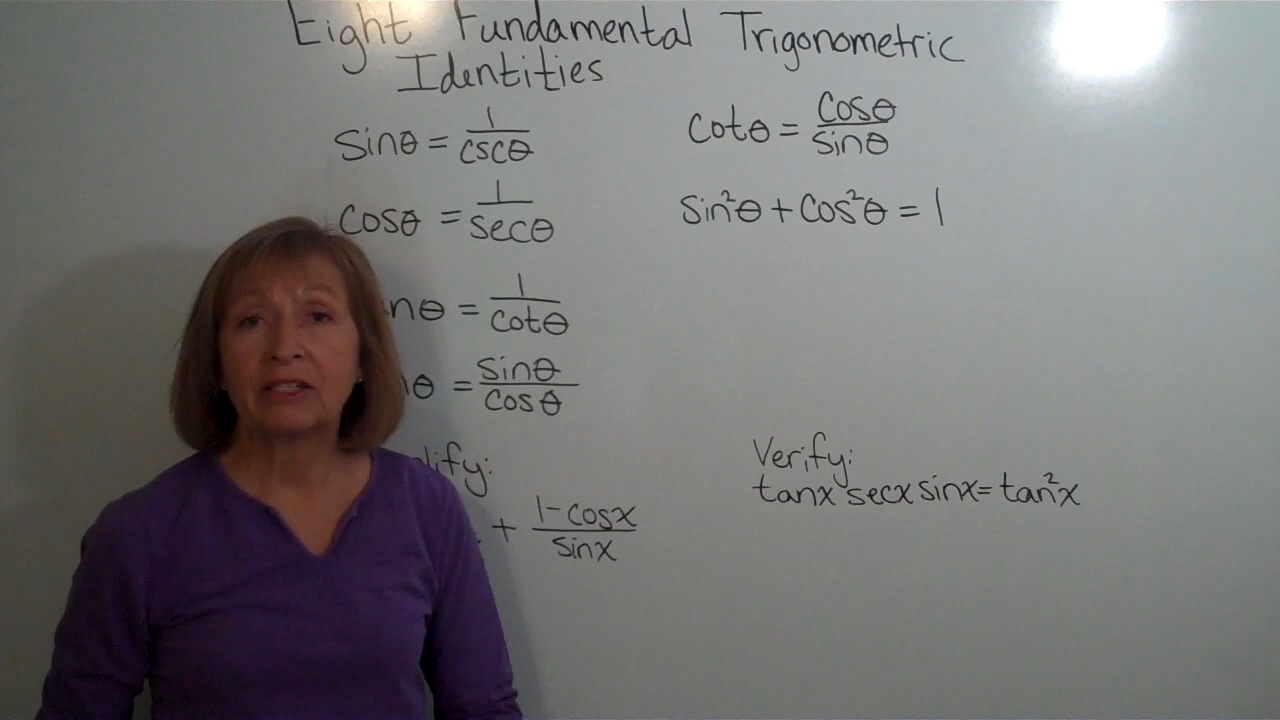 Eight Fundamental Trigonometric
Identities
sinθ = 1/cscθ
cosθ = 1/secθ
nθ = 1/cotθ
θ = sinθ/cosθ
lify:
+ (1-cosx)/sinx
cotθ = cosθ/sinθ
sin²θ + cos²θ = 1
Verify:
tanx secx sinx = tan²x